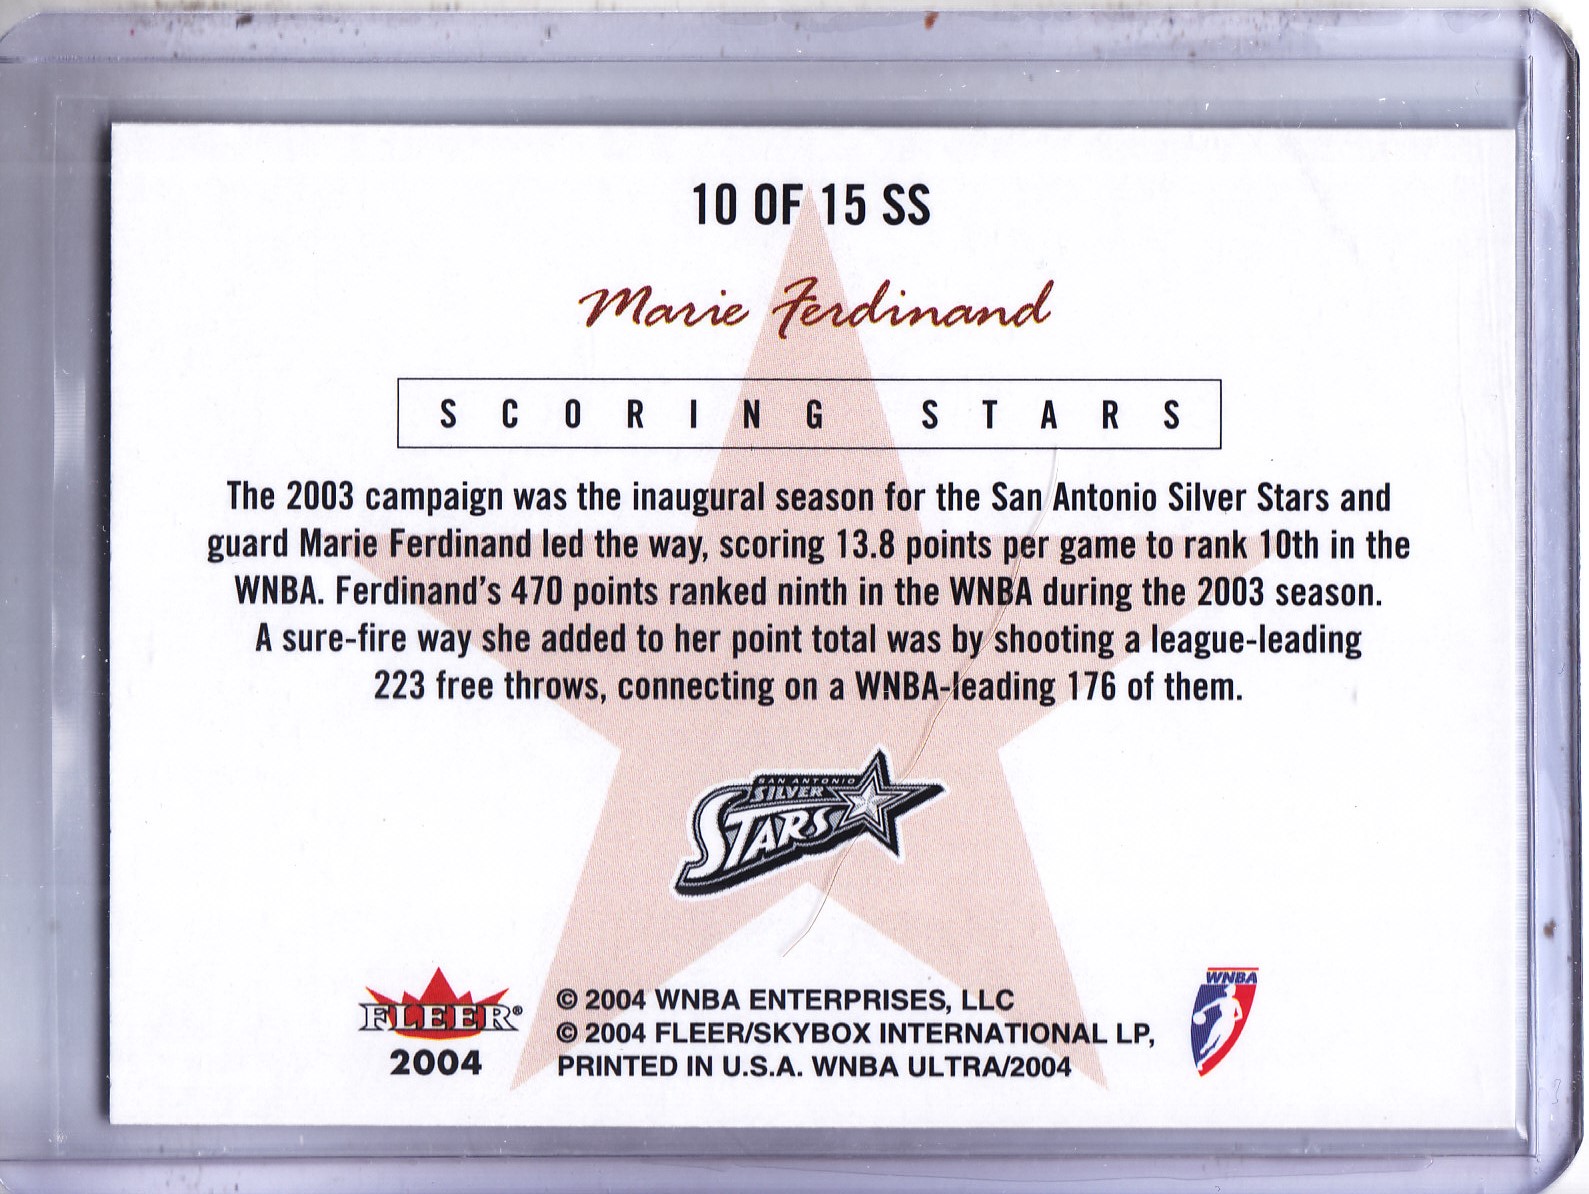 10 OF 15 SS
Marie Ferdinand
SCORING STARS
The 2003 campaign was the inaugural season for the San Antonio Silver Stars and
guard Marie Ferdinand led the way, scoring 13.8 points per game to rank 10th in the
WNBA. Ferdinand's 470 points ranked ninth in the WNBA during the 2003 season.
A sure-fire way she added to her point total was by shooting a league-leading
223 free throws, connecting on a WNBA-leading 176 of them.
SAN ANTONIO
SILVER
STARS
FLEER®
2004
© 2004 WNBA ENTERPRISES, LLC
© 2004 FLEER/SKYBOX INTERNATIONAL LP,
PRINTED IN U.S.A. WNBA ULTRA/2004
WNBA